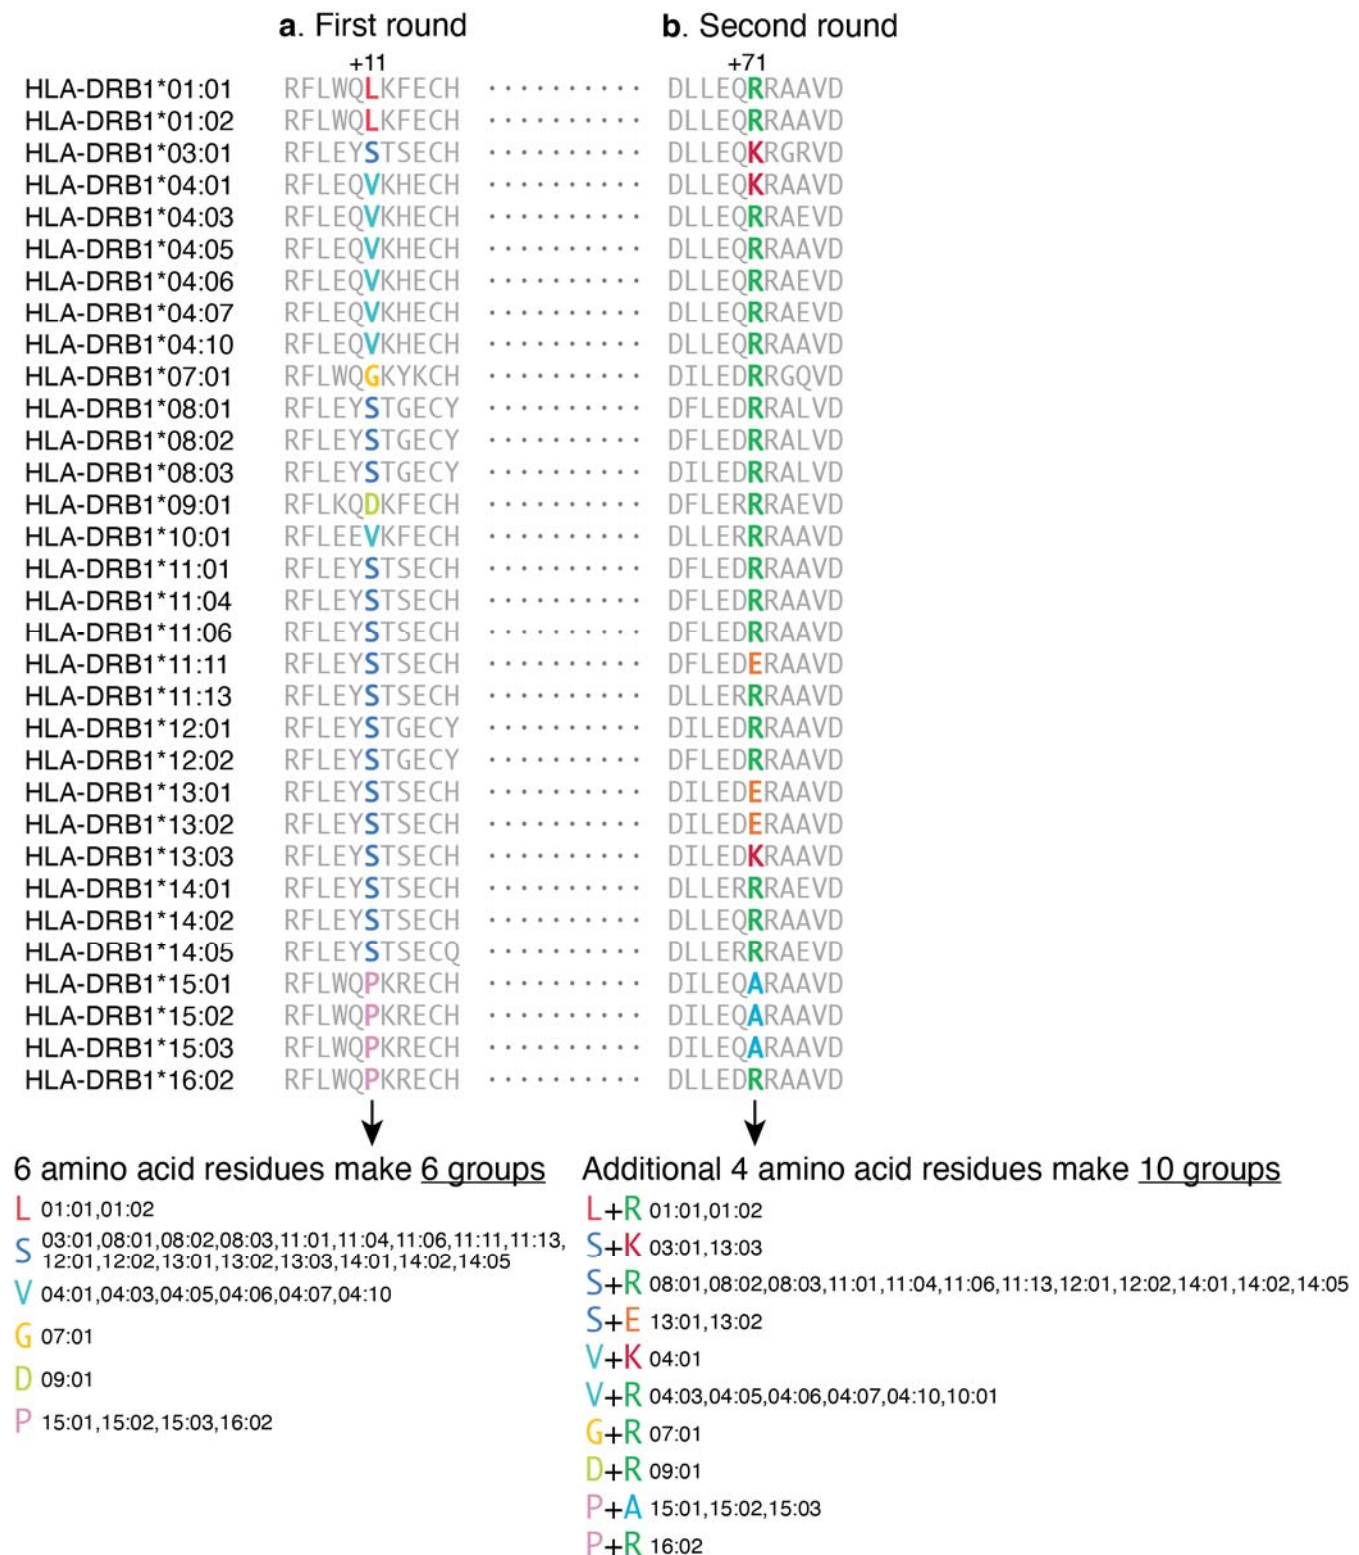 a. First round b. Second round
+11 +71
HLA-DRB1*01:01 RFLWQLKFECH .......... DLLEQRRAAVD
HLA-DRB1*01:02 RFLWQLKFECH .......... DLLEQRRAAVD
HLA-DRB1*03:01 RFLEYSTSECH .......... DLLEQKRGRVD
HLA-DRB1*04:01 RFLEQVKHECH .......... DLLEQKRAAVD
HLA-DRB1*04:03 RFLEQVKHECH .......... DLLEQRRAEVD
HLA-DRB1*04:05 RFLEQVKHECH .......... DLLEQRRAAVD
HLA-DRB1*04:06 RFLEQVKHECH .......... DLLEQRRAEVD
HLA-DRB1*04:07 RFLEQVKHECH .......... DLLEQRRAEVD
HLA-DRB1*04:10 RFLEQVKHECH .......... DLLEQRRAAVD
HLA-DRB1*07:01 RFLWQGKYKCH .......... DILEDRRGQVD
HLA-DRB1*08:01 RFLEYSTGECY .......... DFLEDRRALVD
HLA-DRB1*08:02 RFLEYSTGECY .......... DFLEDRRALVD
HLA-DRB1*08:03 RFLEYSTGECY .......... DILEDRRALVD
HLA-DRB1*09:01 RFLKQDKFECH .......... DFLERRRAEVD
HLA-DRB1*10:01 RFLEEVKFECH .......... DLLERRRAAVD
HLA-DRB1*11:01 RFLEYSTSECH .......... DFLEDRRAAVD
HLA-DRB1*11:04 RFLEYSTSECH .......... DFLEDRRAAVD
HLA-DRB1*11:06 RFLEYSTSECH .......... DFLEDRRAAVD
HLA-DRB1*11:11 RFLEYSTSECH .......... DFLEDERAAVD
HLA-DRB1*11:13 RFLEYSTSECH .......... DLLERRRAAVD
HLA-DRB1*12:01 RFLEYSTGECY .......... DILEDRRAAVD
HLA-DRB1*12:02 RFLEYSTGECY .......... DFLEDRRAAVD
HLA-DRB1*13:01 RFLEYSTSECH .......... DILEDERAAVD
HLA-DRB1*13:02 RFLEYSTSECH .......... DILEDERAAVD
HLA-DRB1*13:03 RFLEYSTSECH .......... DILEDKRAAVD
HLA-DRB1*14:01 RFLEYSTSECH .......... DLLERRRAEVD
HLA-DRB1*14:02 RFLEYSTSECH .......... DLLEQRRAAVD
HLA-DRB1*14:05 RFLEYSTSECQ .......... DLLERRRAEVD
HLA-DRB1*15:01 RFLWQPKRECH .......... DILEQARAAVD
HLA-DRB1*15:02 RFLWQPKRECH .......... DILEQARAAVD
HLA-DRB1*15:03 RFLWQPKRECH .......... DILEQARAAVD
HLA-DRB1*16:02 RFLWQPKRECH .......... DLLEDRRAAVD
6 amino acid residues make 6 groups
L 01:01,01:02
S 03:01,08:01,08:02,08:03,11:01,11:04,11:06,11:11,11:13,
12:01,12:02,13:01,13:02,13:03,14:01,14:02,14:05
V 04:01,04:03,04:05,04:06,04:07,04:10
G 07:01
D 09:01
P 15:01,15:02,15:03,16:02
Additional 4 amino acid residues make 10 groups
L+R 01:01,01:02
S+K 03:01,13:03
S+R 08:01,08:02,08:03,11:01,11:04,11:06,11:13,12:01,12:02,14:01,14:02,14:05
S+E 13:01,13:02
V+K 04:01
V+R 04:03,04:05,04:06,04:07,04:10,10:01
G+R 07:01
D+R 09:01
P+A 15:01,15:02,15:03
P+R 16:02